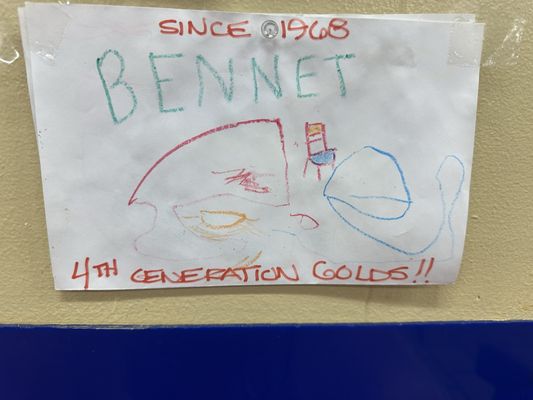 SINCE 1968
BENNET
4TH GENERATION GOLDS!!